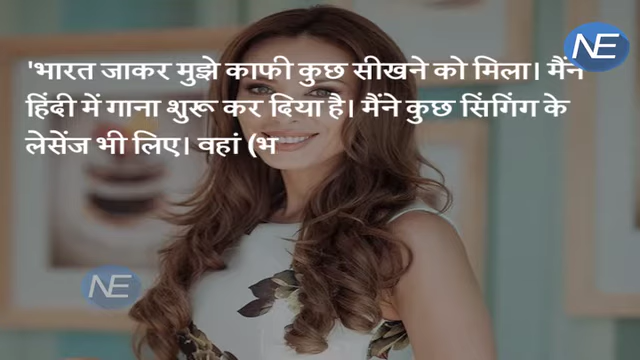 'भारत जाकर मुझे काफी कुछ सीखने को मिला। मैंने
हिंदी में गाना शुरू कर दिया है। मैंने कुछ सिंगिंग के
लेसेंज भी लिए। वहां (भ
NE
NE